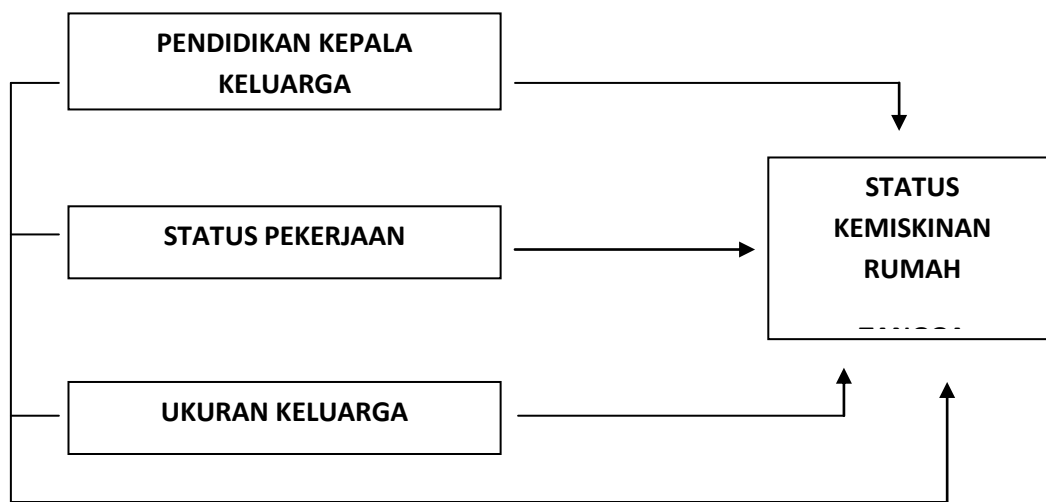 PENDIDIKAN KEPALA
KELUARGA
STATUS PEKERJAAN
UKURAN KELUARGA
STATUS
KEMISKINAN
RUMAH